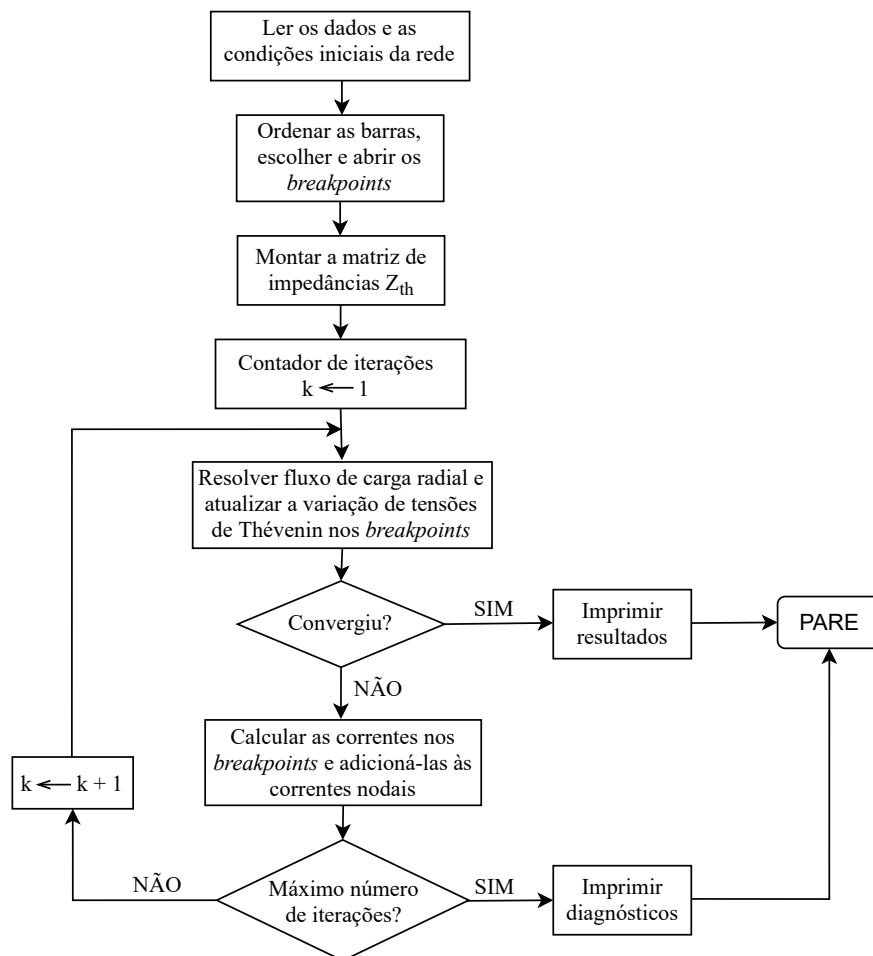 Ler os dados e as
condições iniciais da rede
Ordenar as barras,
escolher e abrir os
breakpoints
Montar a matriz de
impedâncias Zth
Contador de iterações
k ← 1
Resolver fluxo de carga radial e
atualizar a variação de tensões
de Thévenin nos breakpoints
Convergiu?
SIM
Imprimir
resultados
PARE
NÃO
Calcular as correntes nos
breakpoints e adicioná-las às
correntes nodais
k ← k + 1
NÃO
Máximo número
de iterações?
SIM
Imprimir
diagnósticos